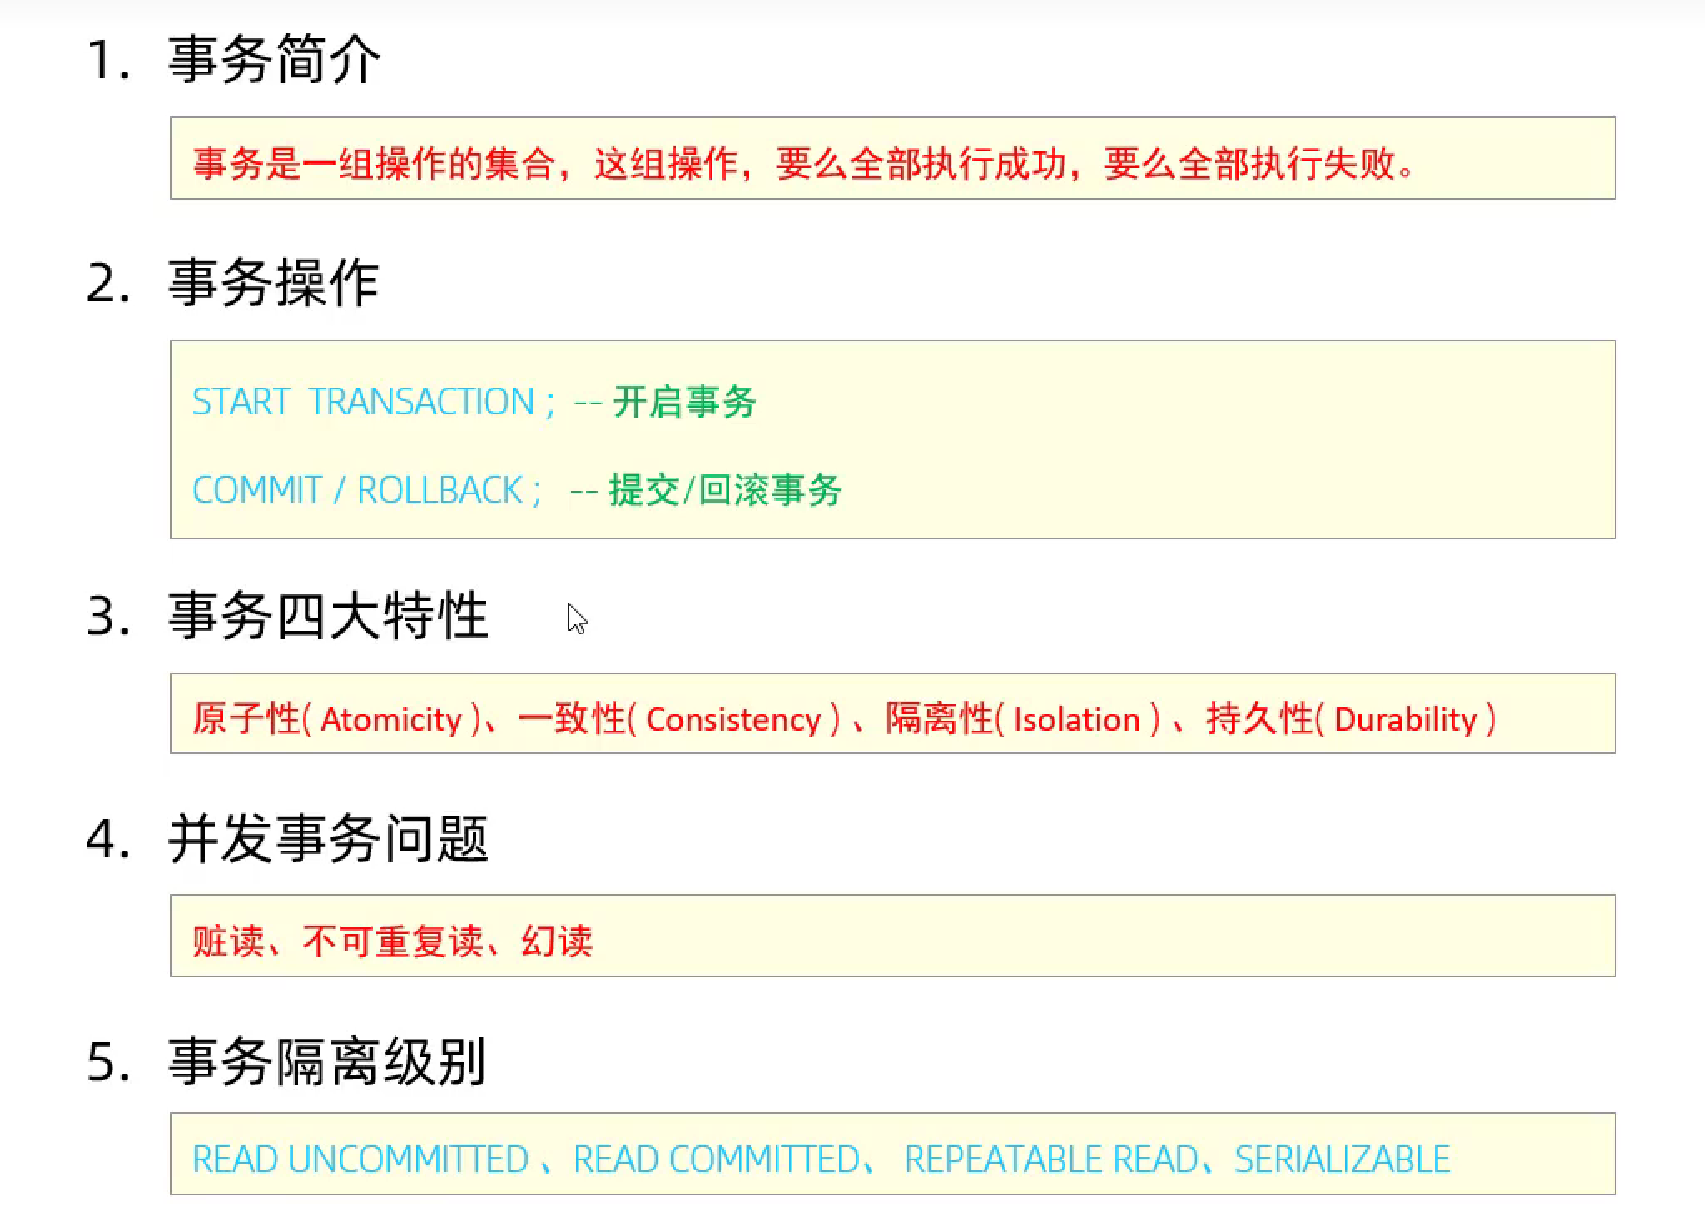 1. 事务简介
事务是一组操作的集合，这组操作，要么全部执行成功，要么全部执行失败。
2. 事务操作
START TRANSACTION ; -- 开启事务
COMMIT / ROLLBACK ; -- 提交/回滚事务
3. 事务四大特性
原子性( Atomicity )、一致性( Consistency ) 、隔离性( Isolation ) 、持久性( Durability )
4. 并发事务问题
赃读、不可重复读、幻读
5. 事务隔离级别
READ UNCOMMITTED 、READ COMMITTED、 REPEATABLE READ、SERIALIZABLE